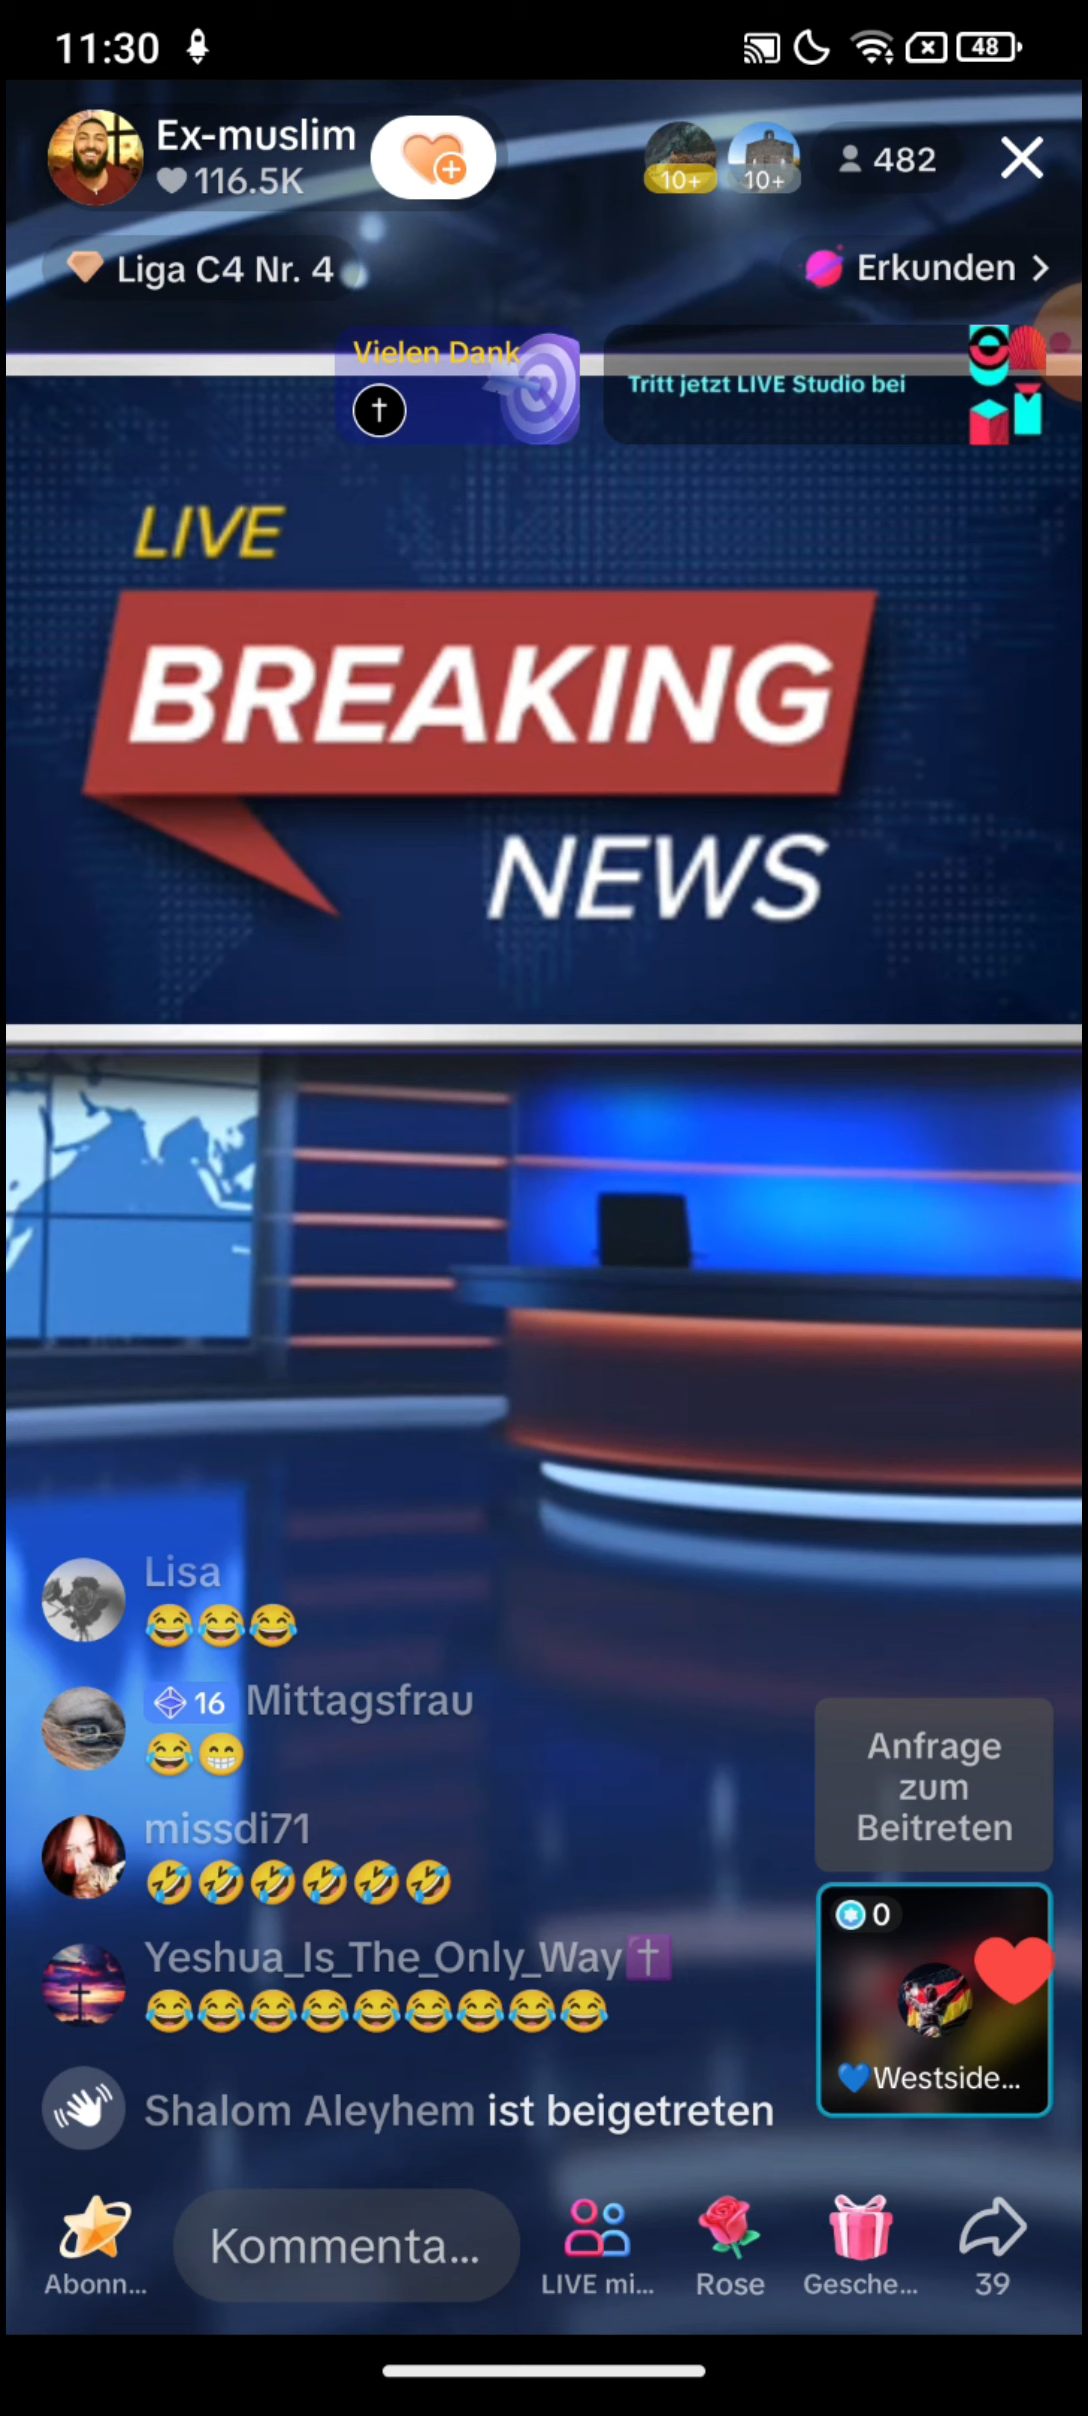 11:30
48
Ex-muslim
116.5K
10+
10+
482
Liga C4 Nr. 4
Erkunden >
Vielen Dank
Tritt jetzt LIVE Studio bei
LIVE
BREAKING
NEWS
Lisa
😂😂😂
16 Mittagsfrau
😂😁
missdi71
🤣🤣🤣🤣🤣🤣
Yeshua_Is_The_Only_Way✝️
😂😂😂😂😂😂😂😂😂
Shalom Aleyhem ist beigetreten
Anfrage
zum
Beitreten
0
💙Westside...
Abonn...
Kommenta...
LIVE mi...
Rose
Gesche...
39